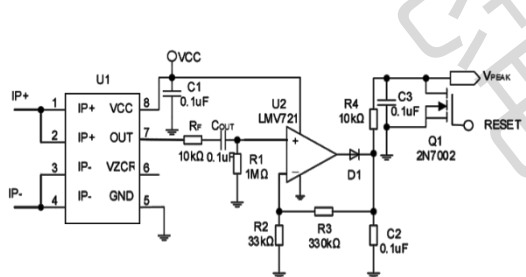 VCC
U1
C1
0.1uF
IP+
1 IP+ VCC 8
2 IP+ OUT 7
3 IP- VZCR 6
4 IP- GND 5
IP-
RF
10kΩ
COUT
0.1uF
R1
1MΩ
U2
LMV721
+
−
D1
R4
10kΩ
C3
0.1uF
VPEAK
RESET
Q1
2N7002
R2
33kΩ
R3
330kΩ
C2
0.1uF